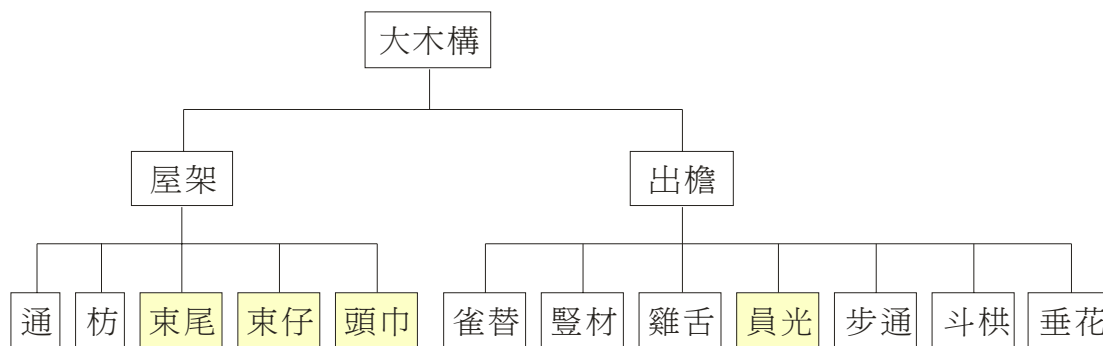 大木構
屋架
出檐
通
枋
束尾
束仔
頭巾
雀替
豎材
雞舌
員光
步通
斗栱
垂花